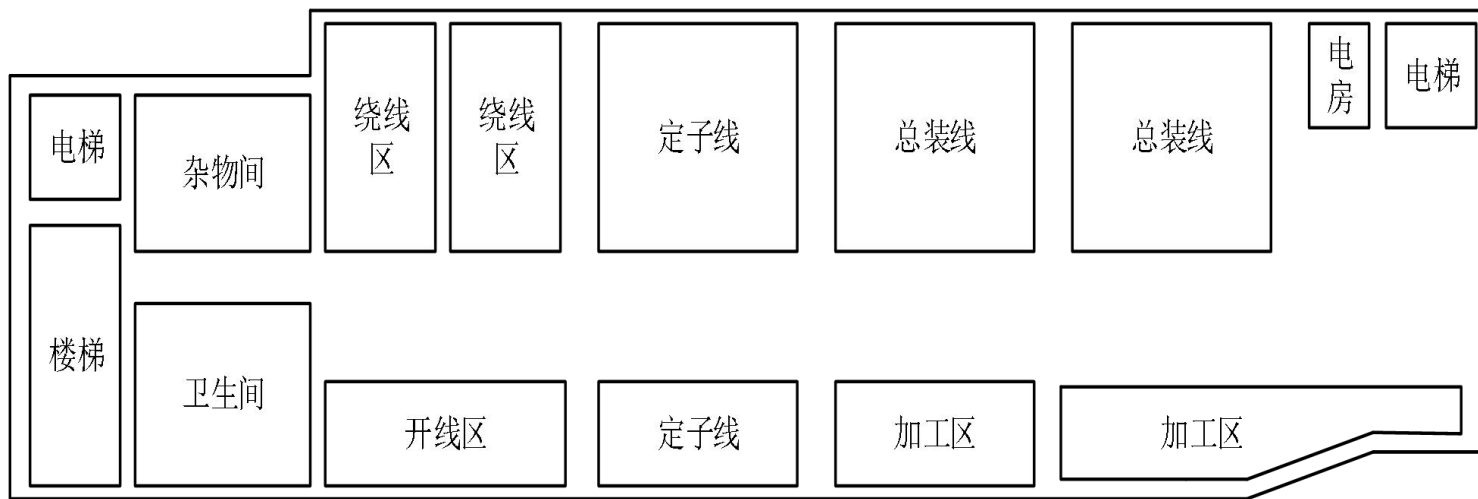 电梯
杂物间
绕线
区
绕线
区
定子线
总装线
总装线
电
房
电梯
楼梯
卫生间
开线区
定子线
加工区
加工区